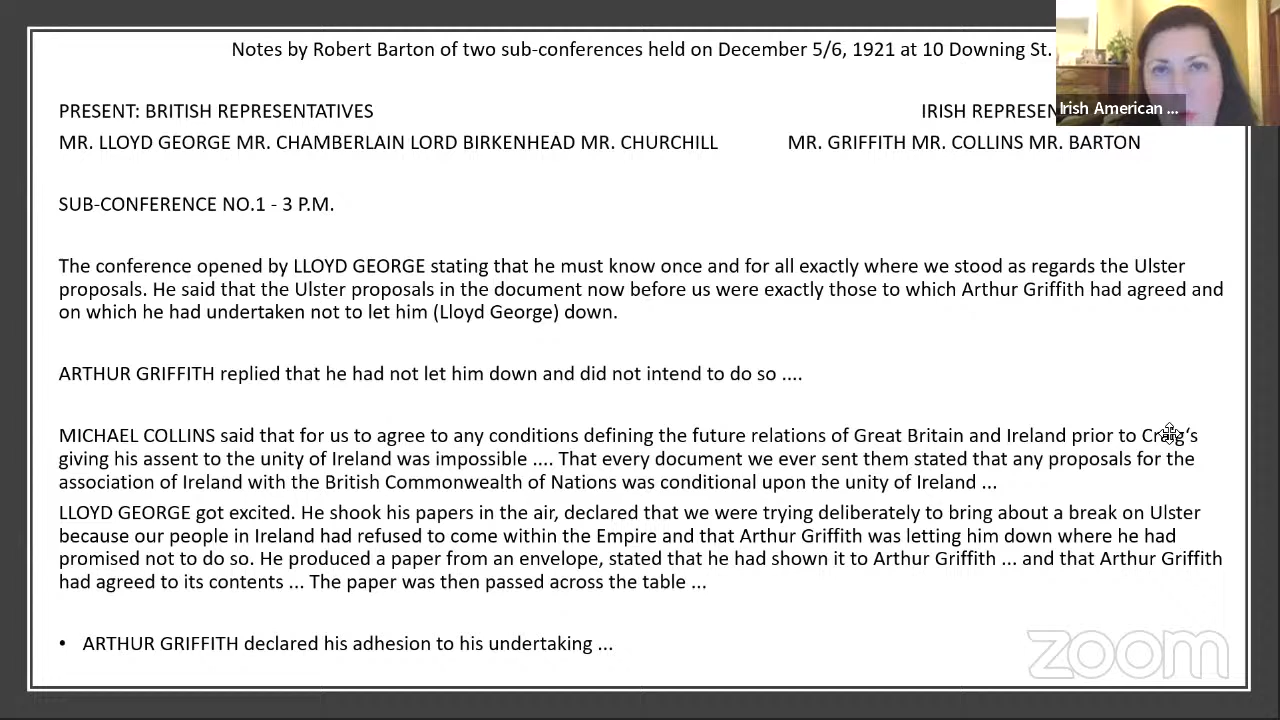 Notes by Robert Barton of two sub-conferences held on December 5/6, 1921 at 10 Downing St.
Irish American ...
PRESENT: BRITISH REPRESENTATIVES IRISH REPRESEN
MR. LLOYD GEORGE MR. CHAMBERLAIN LORD BIRKENHEAD MR. CHURCHILL MR. GRIFFITH MR. COLLINS MR. BARTON
SUB-CONFERENCE NO.1 - 3 P.M.
The conference opened by LLOYD GEORGE stating that he must know once and for all exactly where we stood as regards the Ulster
proposals. He said that the Ulster proposals in the document now before us were exactly those to which Arthur Griffith had agreed and
on which he had undertaken not to let him (Lloyd George) down.
ARTHUR GRIFFITH replied that he had not let him down and did not intend to do so ....
MICHAEL COLLINS said that for us to agree to any conditions defining the future relations of Great Britain and Ireland prior to Craig‘s
giving his assent to the unity of Ireland was impossible .... That every document we ever sent them stated that any proposals for the
association of Ireland with the British Commonwealth of Nations was conditional upon the unity of Ireland ...
LLOYD GEORGE got excited. He shook his papers in the air, declared that we were trying deliberately to bring about a break on Ulster
because our people in Ireland had refused to come within the Empire and that Arthur Griffith was letting him down where he had
promised not to do so. He produced a paper from an envelope, stated that he had shown it to Arthur Griffith ... and that Arthur Griffith
had agreed to its contents ... The paper was then passed across the table ...
• ARTHUR GRIFFITH declared his adhesion to his undertaking ...
zoom